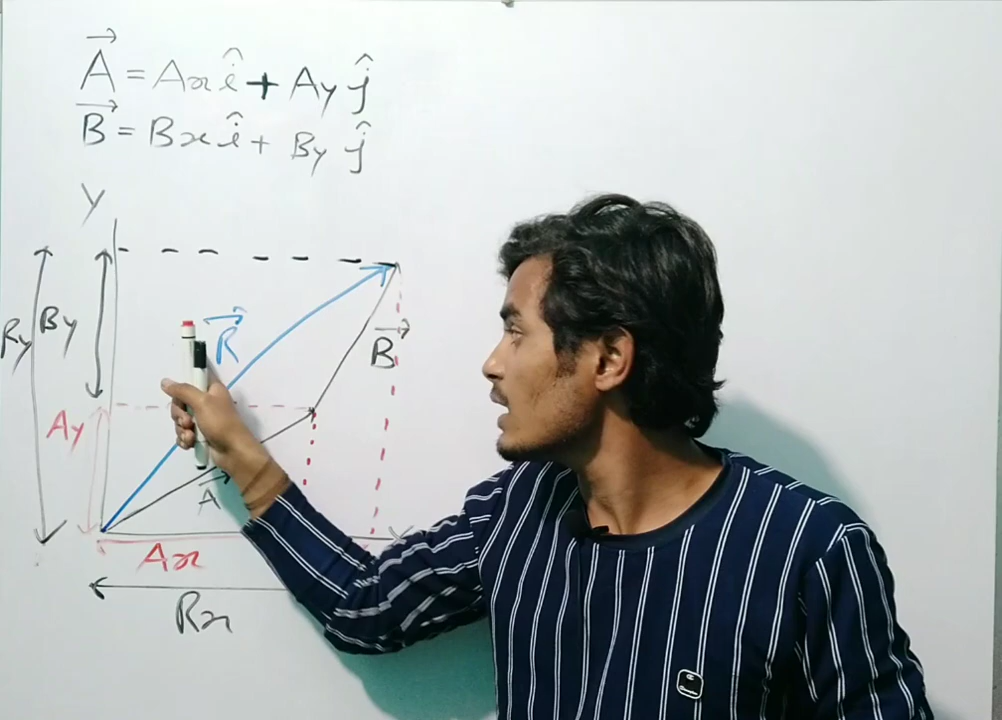 A⃗ = Ax î + Ay ĵ
B⃗ = Bx î + By ĵ
Y
Ry
By
R⃗
B⃗
Ay
A⃗
X
Ax
Rx